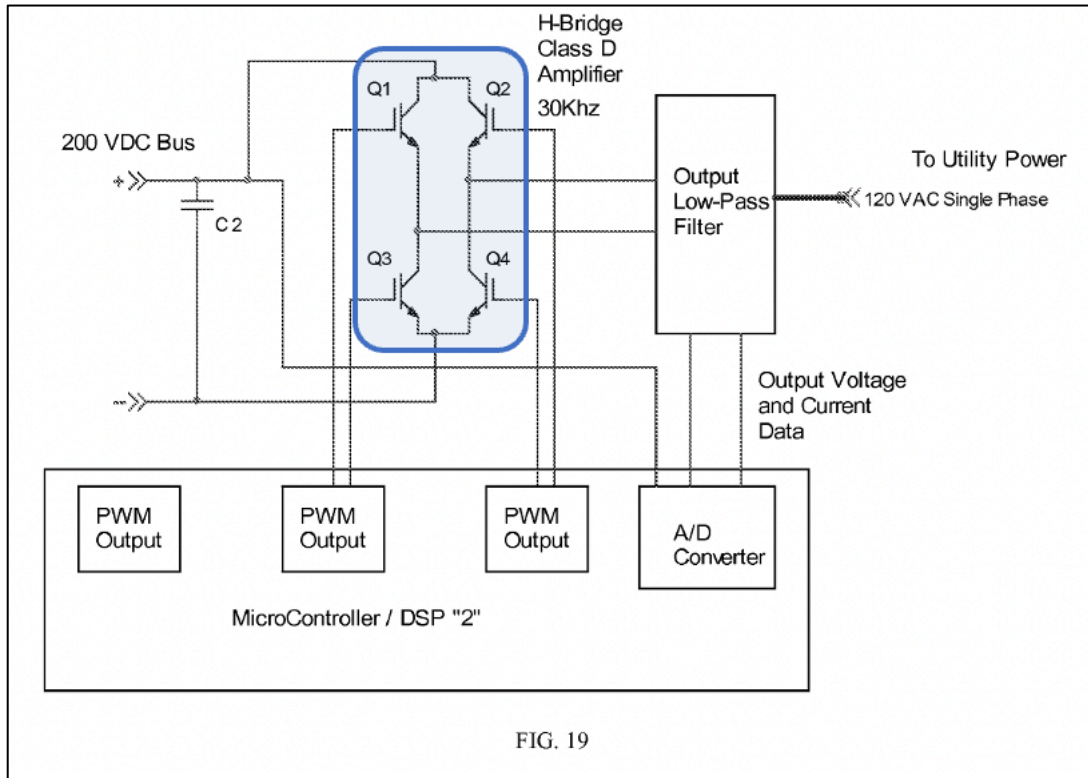 H-Bridge
Class D
Amplifier
30Khz
Q1
Q2
200 VDC Bus
+
C2
Q3
Q4
Output
Low-Pass
Filter
To Utility Power
120 VAC Single Phase
Output Voltage
and Current
Data
PWM
Output
PWM
Output
PWM
Output
A/D
Converter
MicroController / DSP "2"
FIG. 19